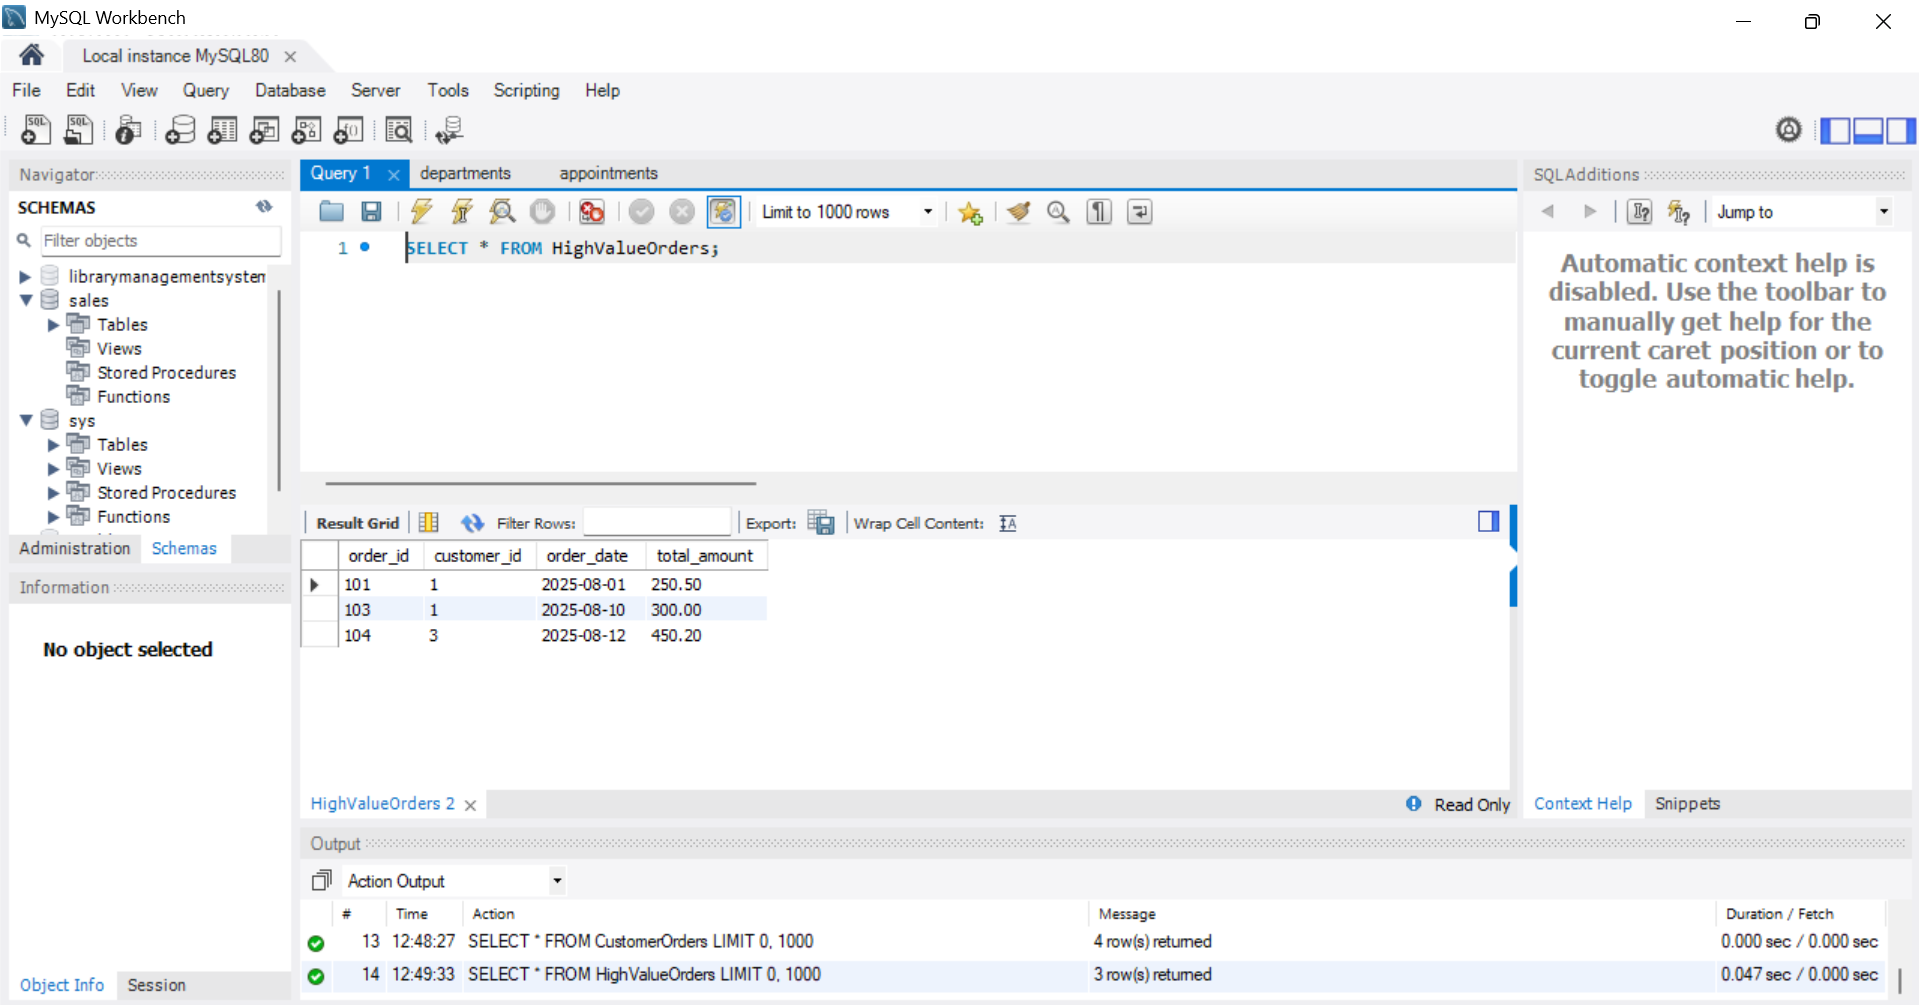 MySQL Workbench
Local instance MySQL80
File Edit View Query Database Server Tools Scripting Help
Navigator
SCHEMAS
Filter objects
librarymanagementsystem
sales
Tables
Views
Stored Procedures
Functions
sys
Tables
Views
Stored Procedures
Functions
Administration Schemas
Information
No object selected
Object Info Session
Query 1 departments appointments
Limit to 1000 rows
1 SELECT * FROM HighValueOrders;
Result Grid Filter Rows: Export: Wrap Cell Content:
order_id customer_id order_date total_amount
101 1 2025-08-01 250.50
103 1 2025-08-10 300.00
104 3 2025-08-12 450.20
HighValueOrders 2 Read Only
SQLAdditions
Jump to
Automatic context help is
disabled. Use the toolbar to
manually get help for the
current caret position or to
toggle automatic help.
Context Help Snippets
Output
Action Output
# Time Action Message Duration / Fetch
13 12:48:27 SELECT * FROM CustomerOrders LIMIT 0, 1000 4 row(s) returned 0.000 sec / 0.000 sec
14 12:49:33 SELECT * FROM HighValueOrders LIMIT 0, 1000 3 row(s) returned 0.047 sec / 0.000 sec